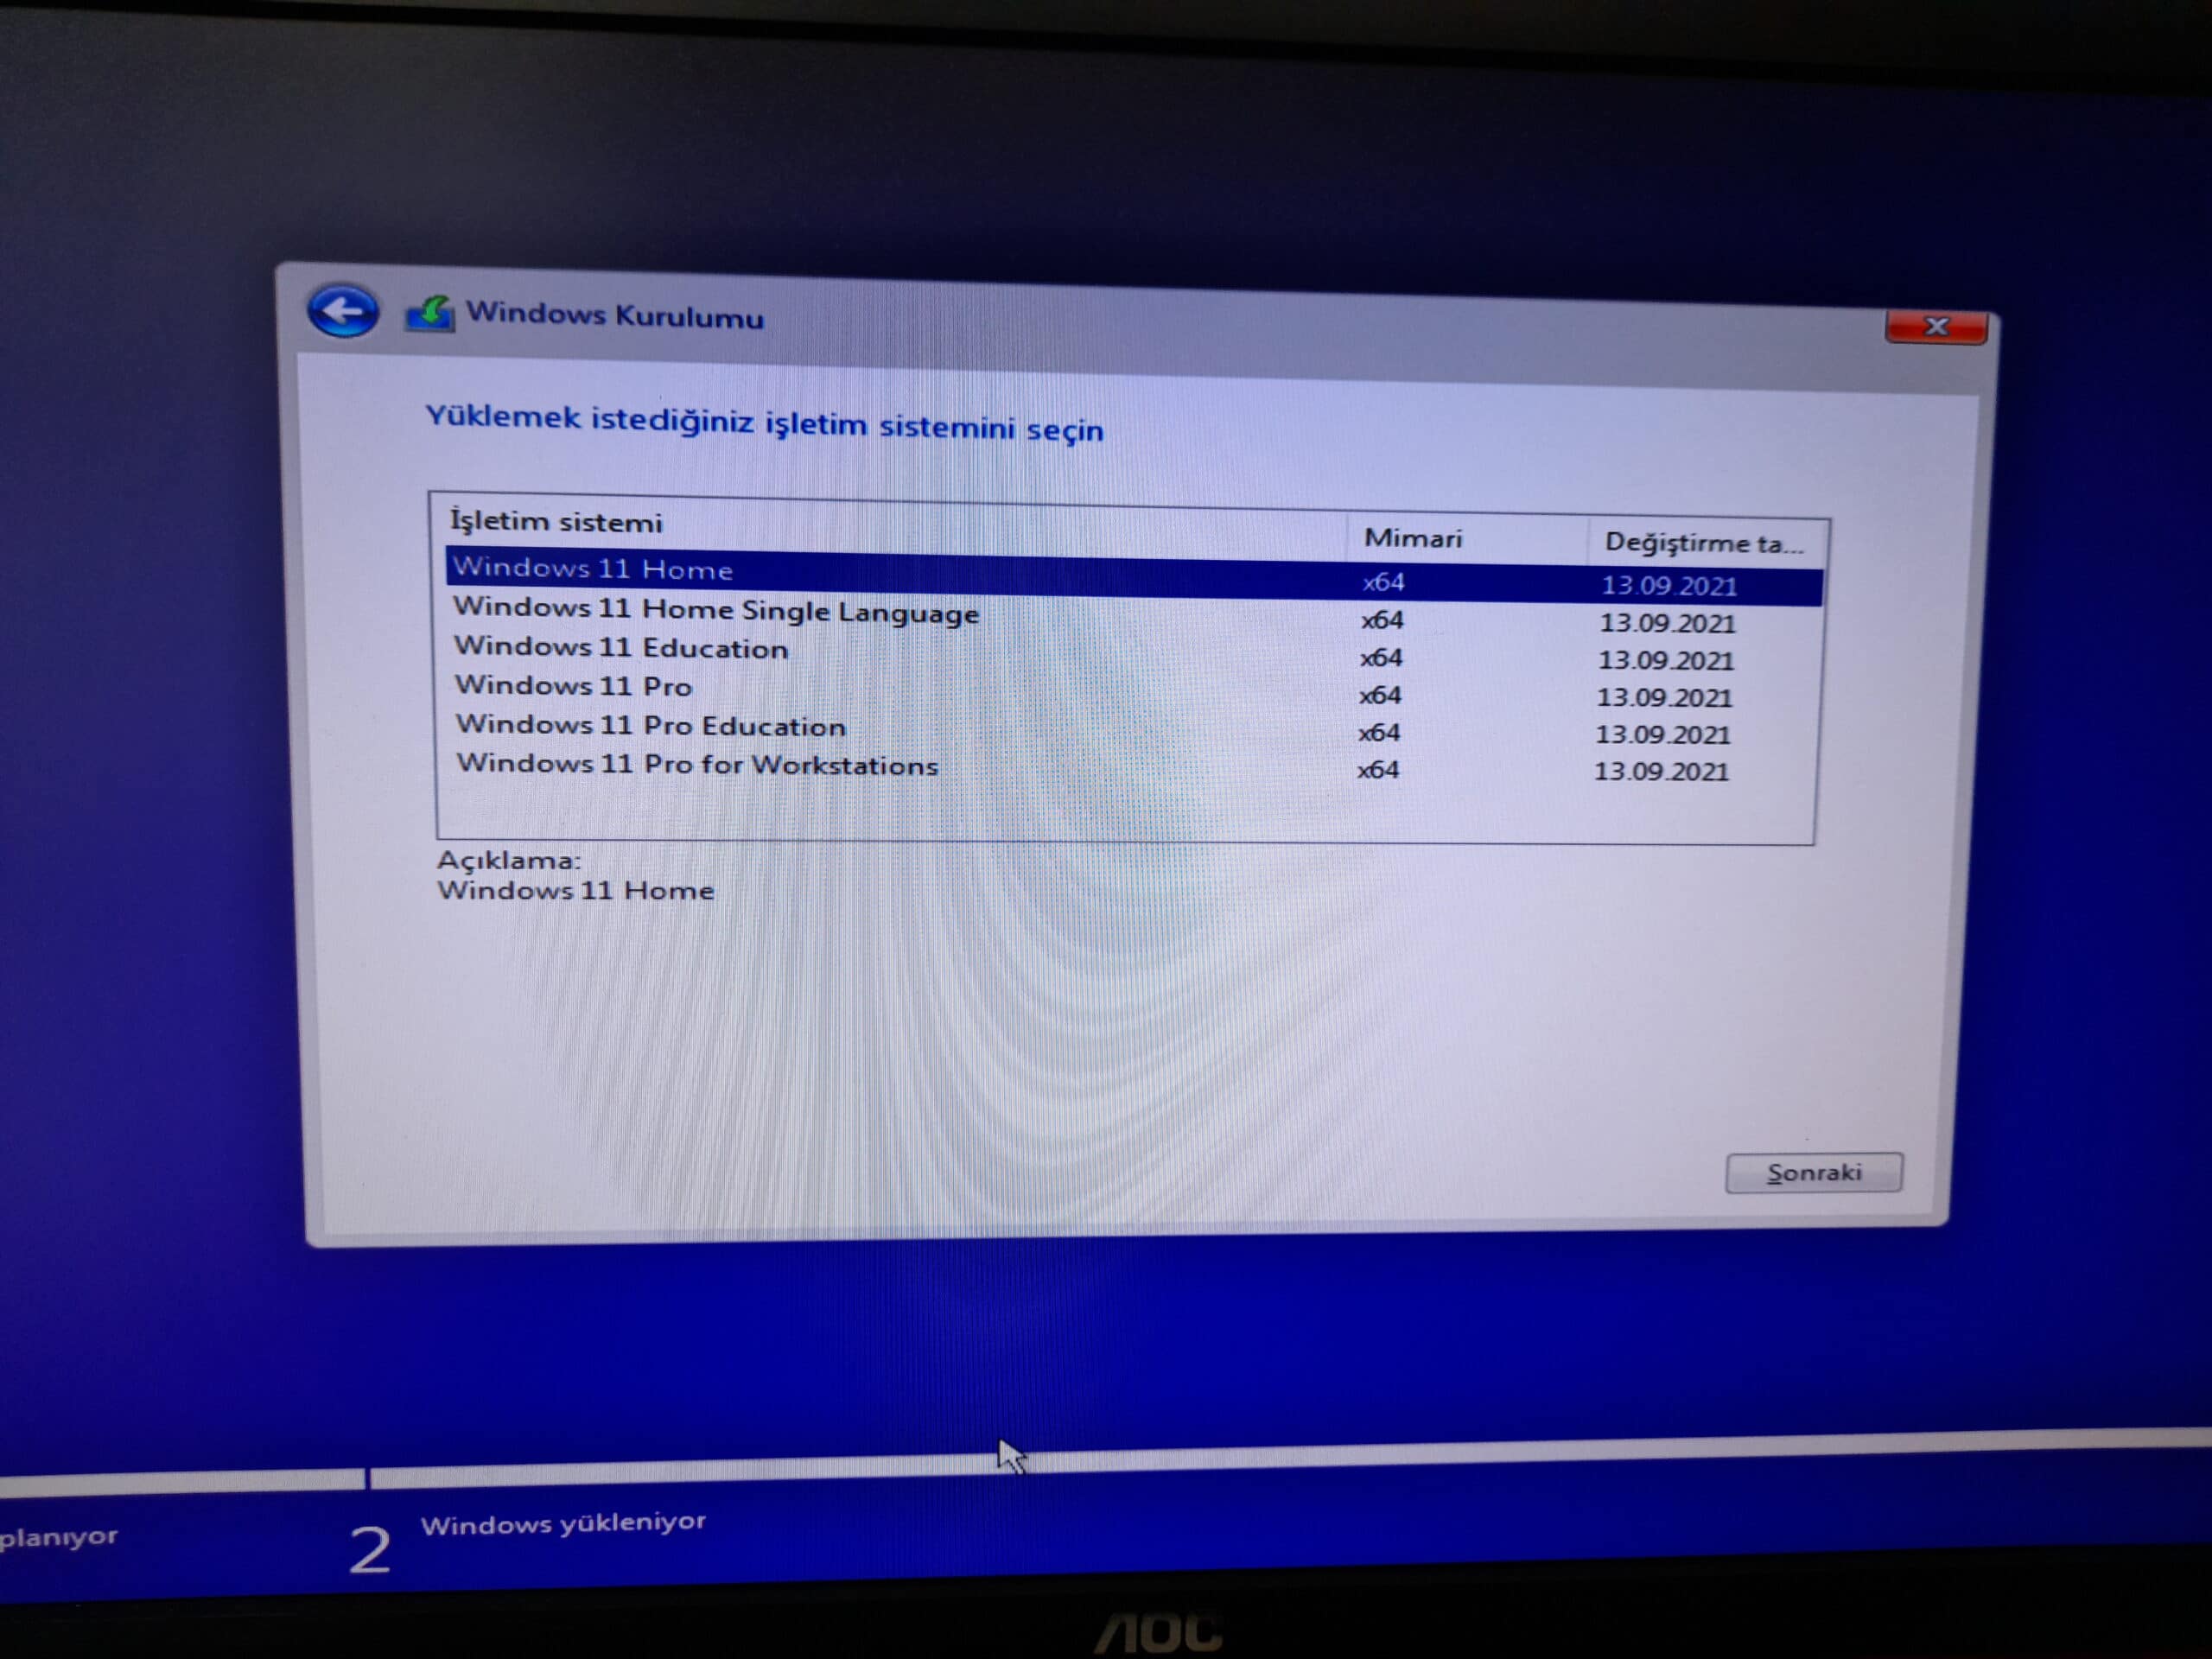 Windows Kurulumu
Yüklemek istediğiniz işletim sistemini seçin
İşletim sistemi Mimari Değiştirme ta...
Windows 11 Home x64 13.09.2021
Windows 11 Home Single Language x64 13.09.2021
Windows 11 Education x64 13.09.2021
Windows 11 Pro x64 13.09.2021
Windows 11 Pro Education x64 13.09.2021
Windows 11 Pro for Workstations x64 13.09.2021
Açıklama:
Windows 11 Home
Sonraki
planıyor 2 Windows yükleniyor
AOC